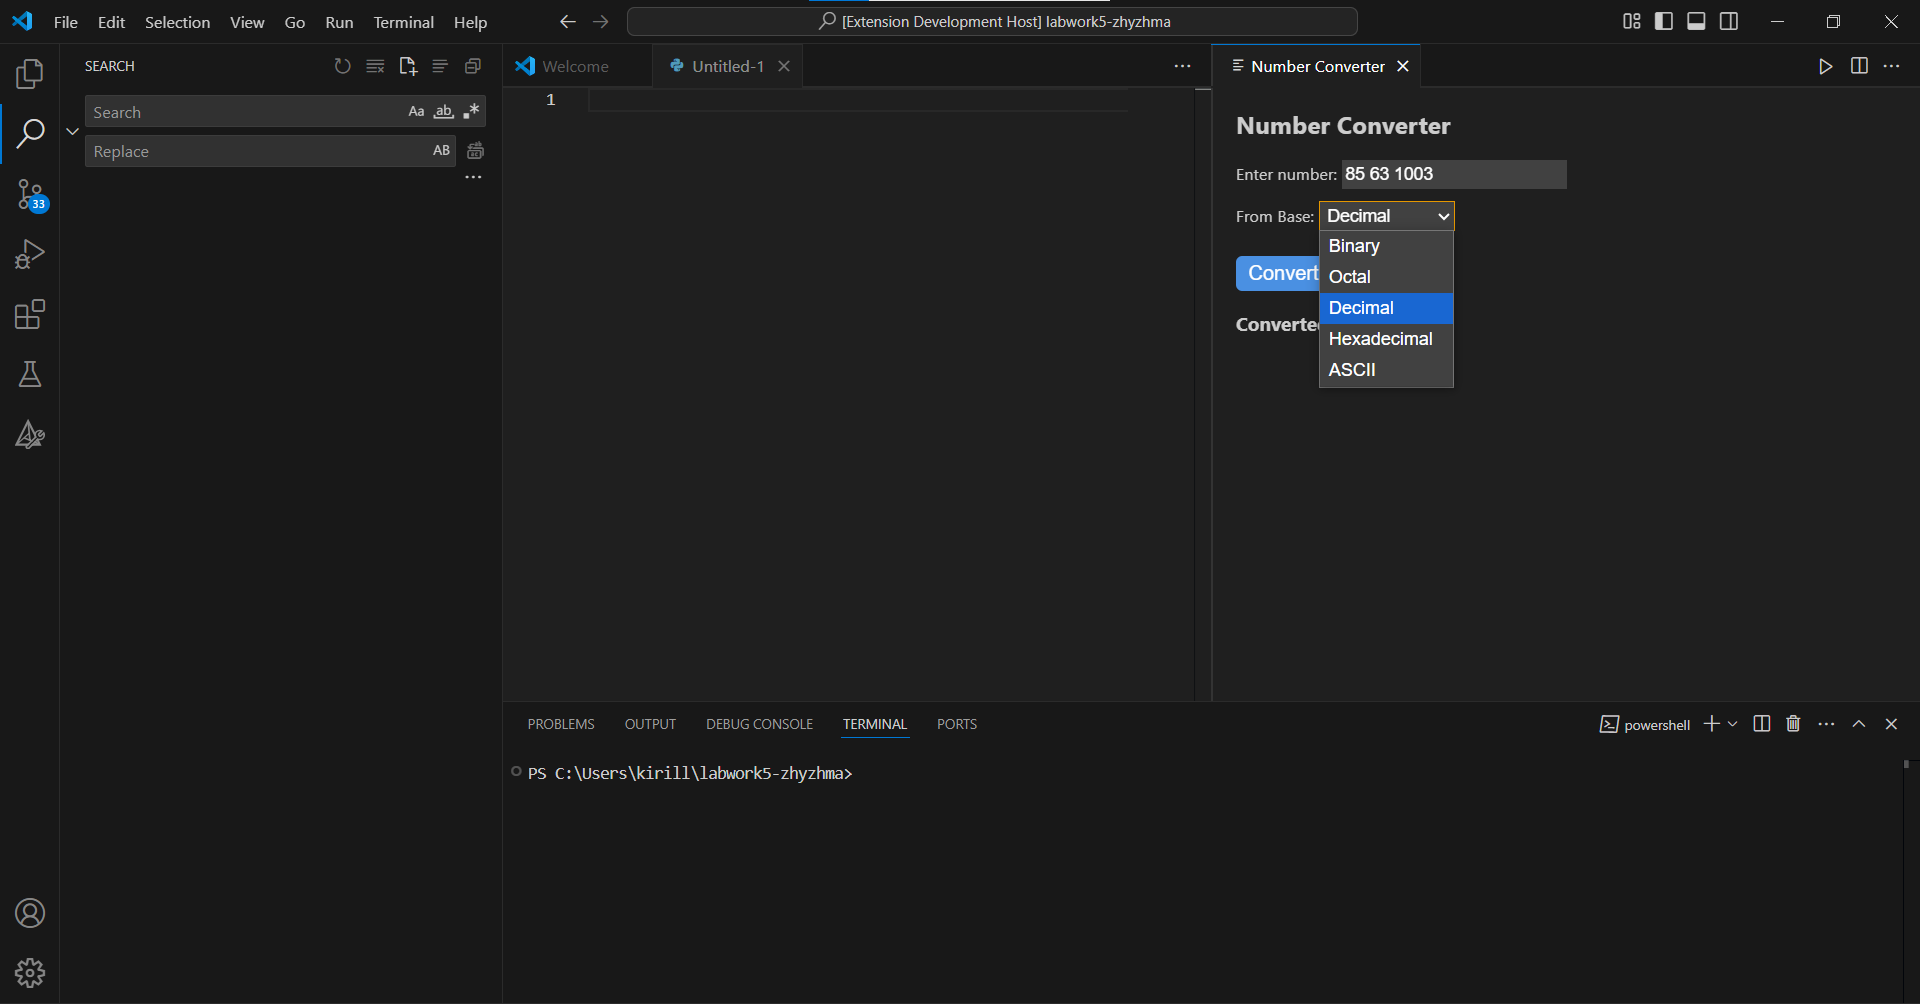 File Edit Selection View Go Run Terminal Help
[Extension Development Host] labwork5-zhyzhma
SEARCH
Search
Aa ab
Replace
AB
33
Welcome
Untitled-1
1
Number Converter
Number Converter
Enter number: 85 63 1003
From Base: Decimal
Binary
Octal
Decimal
Hexadecimal
ASCII
Convert
PROBLEMS OUTPUT DEBUG CONSOLE TERMINAL PORTS
powershell
PS C:\Users\kirill\labwork5-zhyzhma>